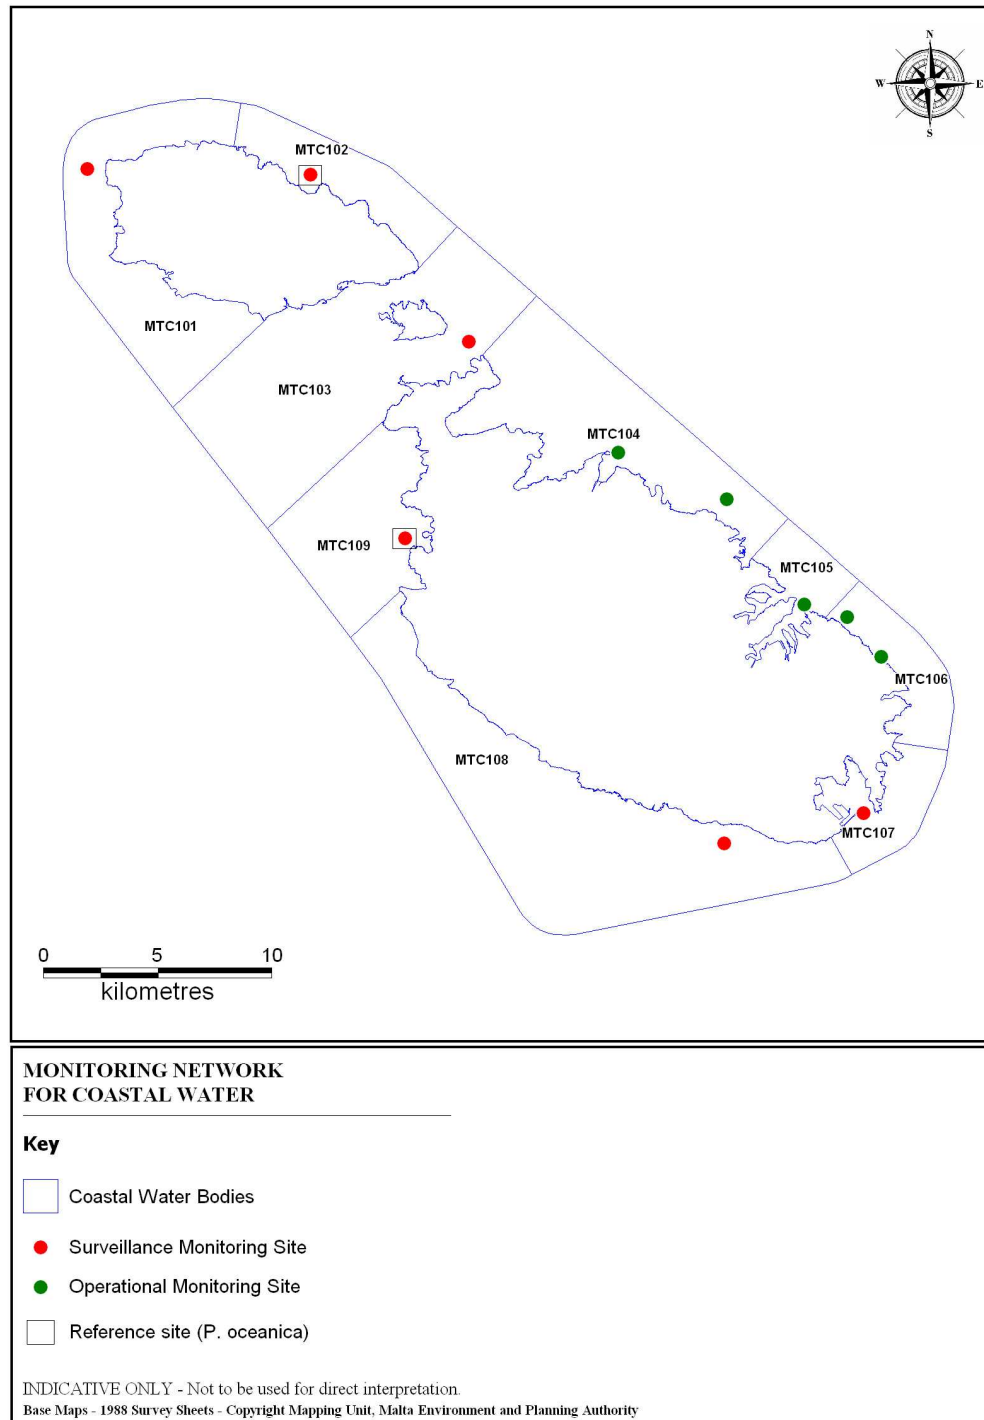 N
W E
S
MTC102
MTC101
MTC103
MTC104
MTC109
MTC105
MTC106
MTC108
MTC107
0 5 10
kilometres
MONITORING NETWORK
FOR COASTAL WATER
Key
Coastal Water Bodies
Surveillance Monitoring Site
Operational Monitoring Site
Reference site (P. oceanica)
INDICATIVE ONLY - Not to be used for direct interpretation.
Base Maps - 1988 Survey Sheets - Copyright Mapping Unit, Malta Environment and Planning Authority